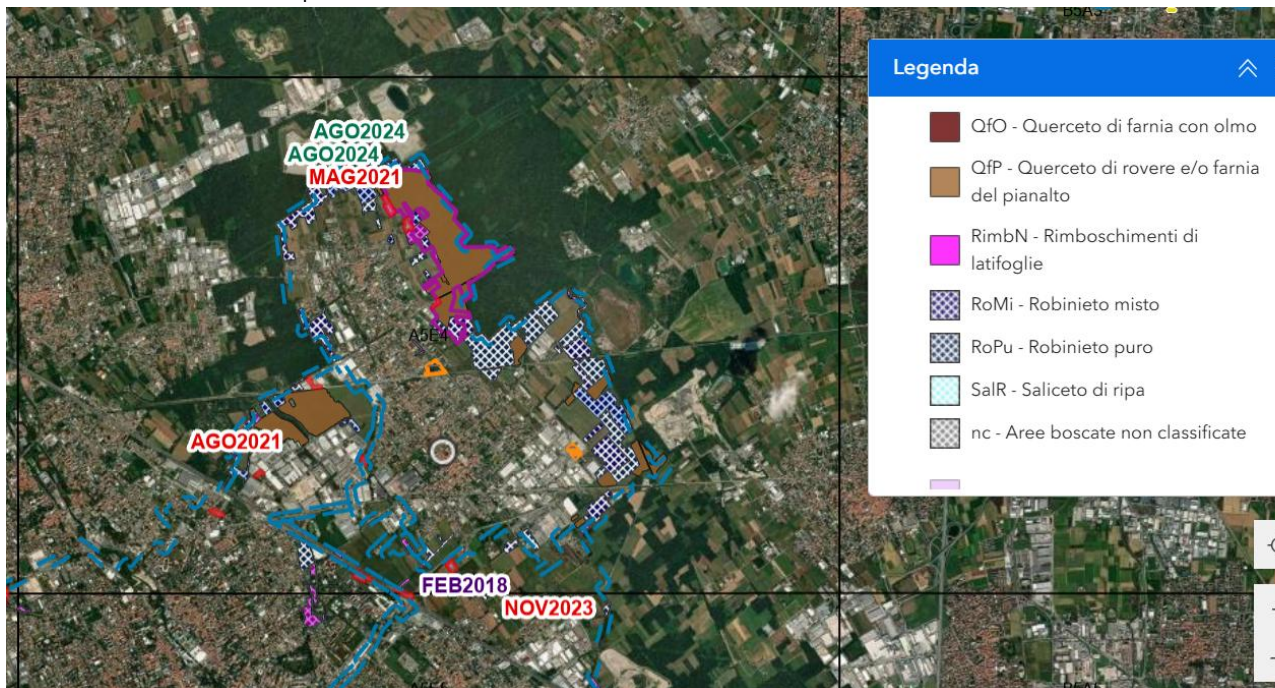 AGO2024
AGO2024
MAG2021
A5E4
AGO2021
FEB2018
NOV2023
Legenda
QfO - Querceto di farnia con olmo
QfP - Querceto di rovere e/o farnia
del pianalto
RimbN - Rimboschimenti di
latifoglie
RoMi - Robinieto misto
RoPu - Robinieto puro
SalR - Saliceto di ripa
nc - Aree boscate non classificate